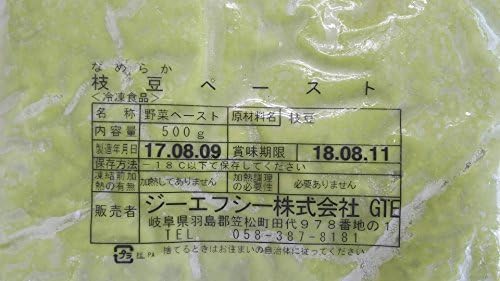 なめらか
枝豆ペースト
<冷凍食品>
名称 野菜ペースト 原材料名 枝豆
内容量 500g
製造年月日 17.08.09 賞味期限 18.08.11
保存方法 -18℃以下で保存してください
凍結前加熱の有無 加熱してありません 加熱調理の必要性 必要ありません
販売者 ジーエフシー株式会社 GTE
岐阜県羽島郡笠松町田代978番地の1
TEL. 058-387-8181
プラ 袋, PA 捨てるときはお住まいの自治体に従ってください